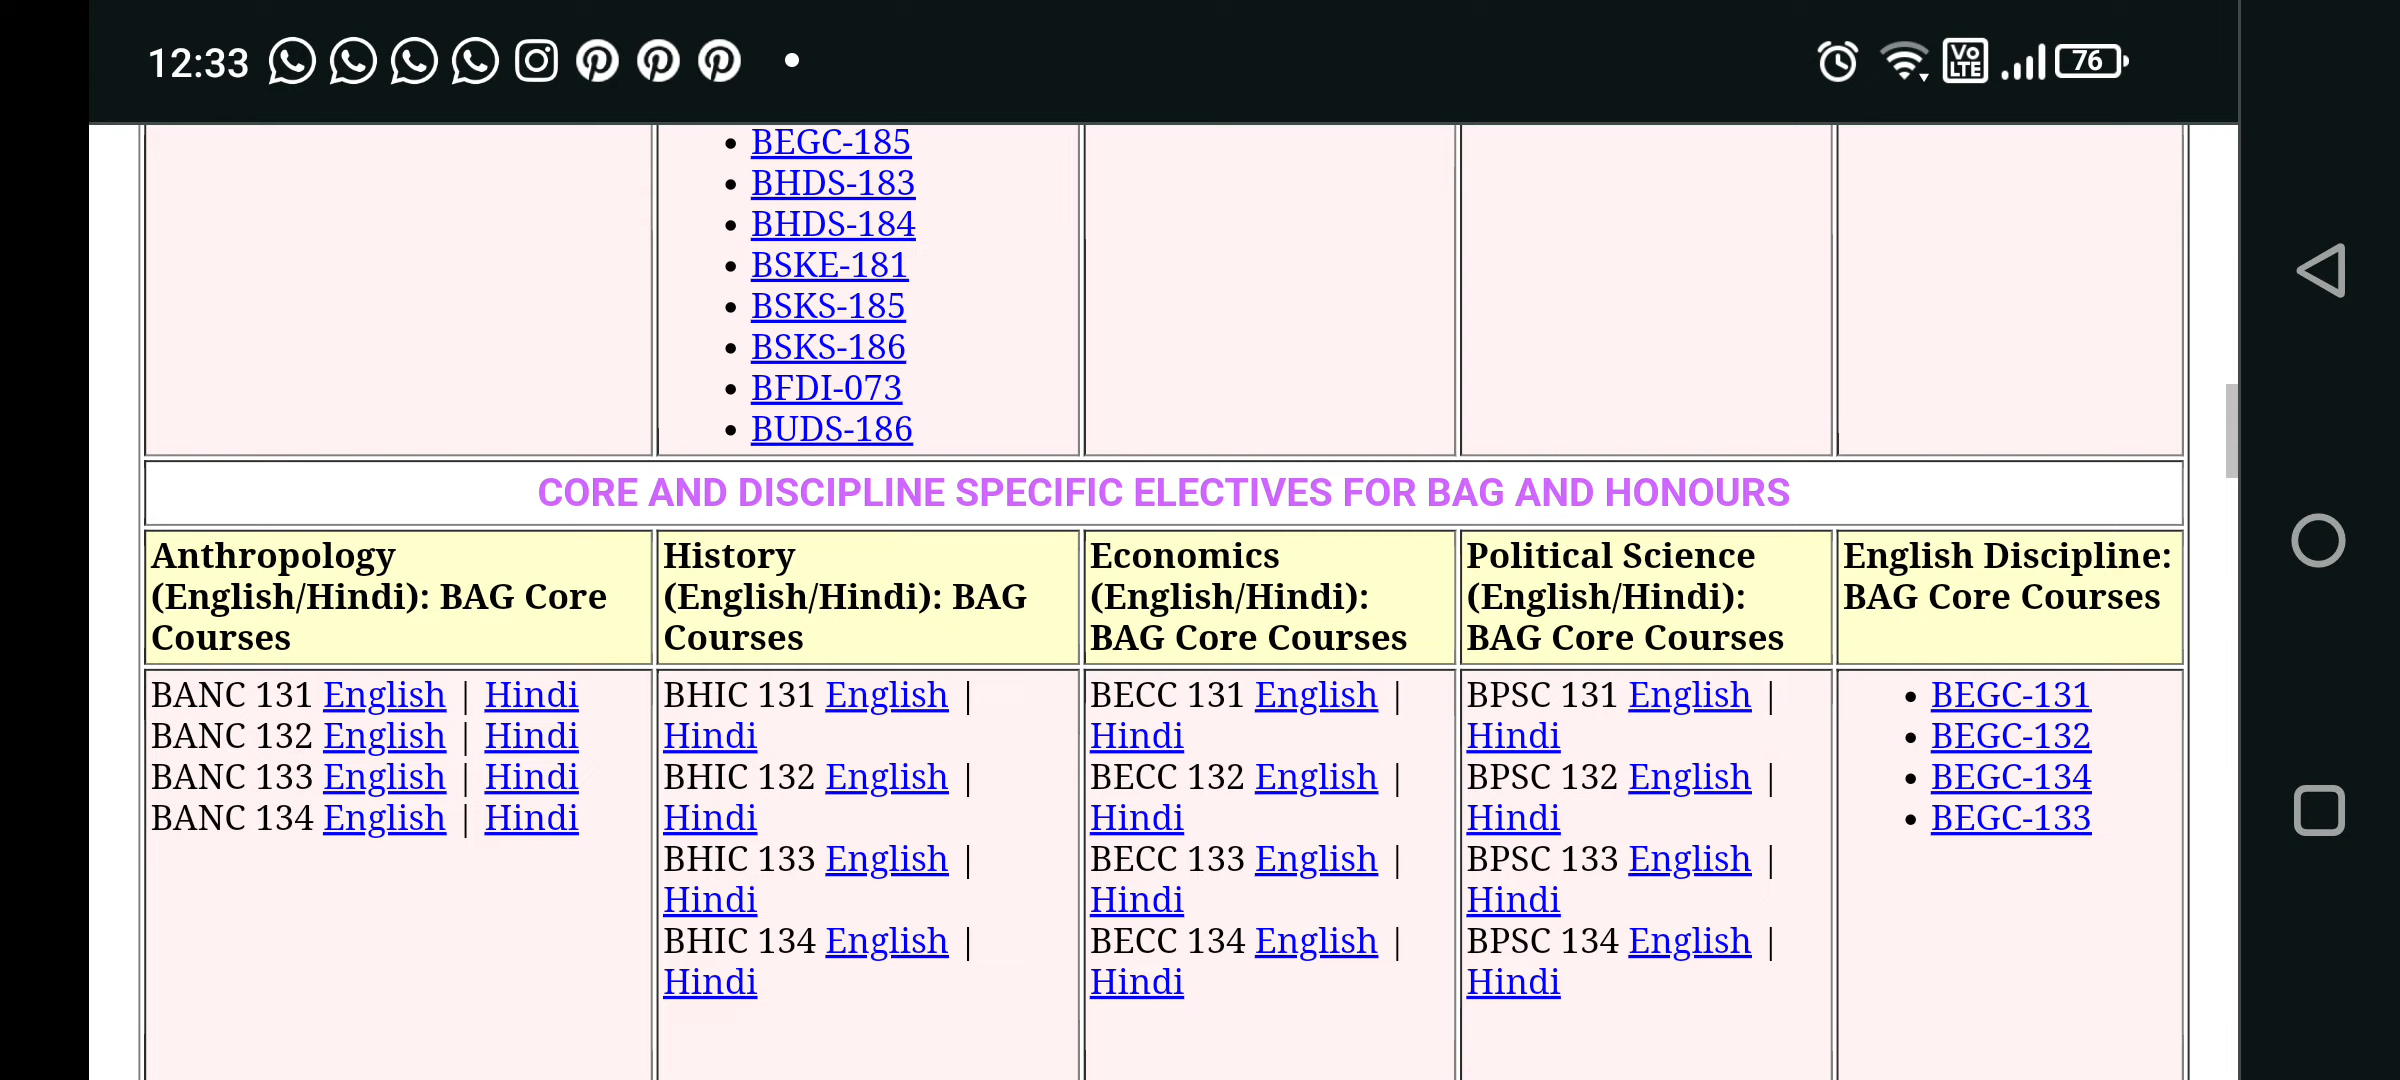 12:33
VoLTE
76
BEGC-185
BHDS-183
BHDS-184
BSKE-181
BSKS-185
BSKS-186
BFDI-073
BUDS-186
CORE AND DISCIPLINE SPECIFIC ELECTIVES FOR BAG AND HONOURS
Anthropology
(English/Hindi): BAG Core
Courses
History
(English/Hindi): BAG
Courses
Economics
(English/Hindi):
BAG Core Courses
Political Science
(English/Hindi):
BAG Core Courses
English Discipline:
BAG Core Courses
BANC 131 English | Hindi
BANC 132 English | Hindi
BANC 133 English | Hindi
BANC 134 English | Hindi
BHIC 131 English |
Hindi
BHIC 132 English |
Hindi
BHIC 133 English |
Hindi
BHIC 134 English |
Hindi
BECC 131 English |
Hindi
BECC 132 English |
Hindi
BECC 133 English |
Hindi
BECC 134 English |
Hindi
BPSC 131 English |
Hindi
BPSC 132 English |
Hindi
BPSC 133 English |
Hindi
BPSC 134 English |
Hindi
BEGC-131
BEGC-132
BEGC-134
BEGC-133